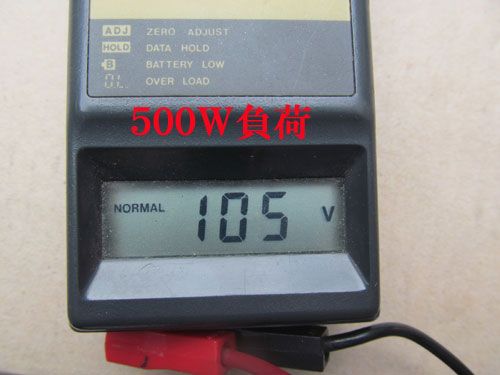 ADJ ZERO ADJUST
HOLD DATA HOLD
B BATTERY LOW
OL. OVER LOAD
500W負荷
NORMAL 105 V